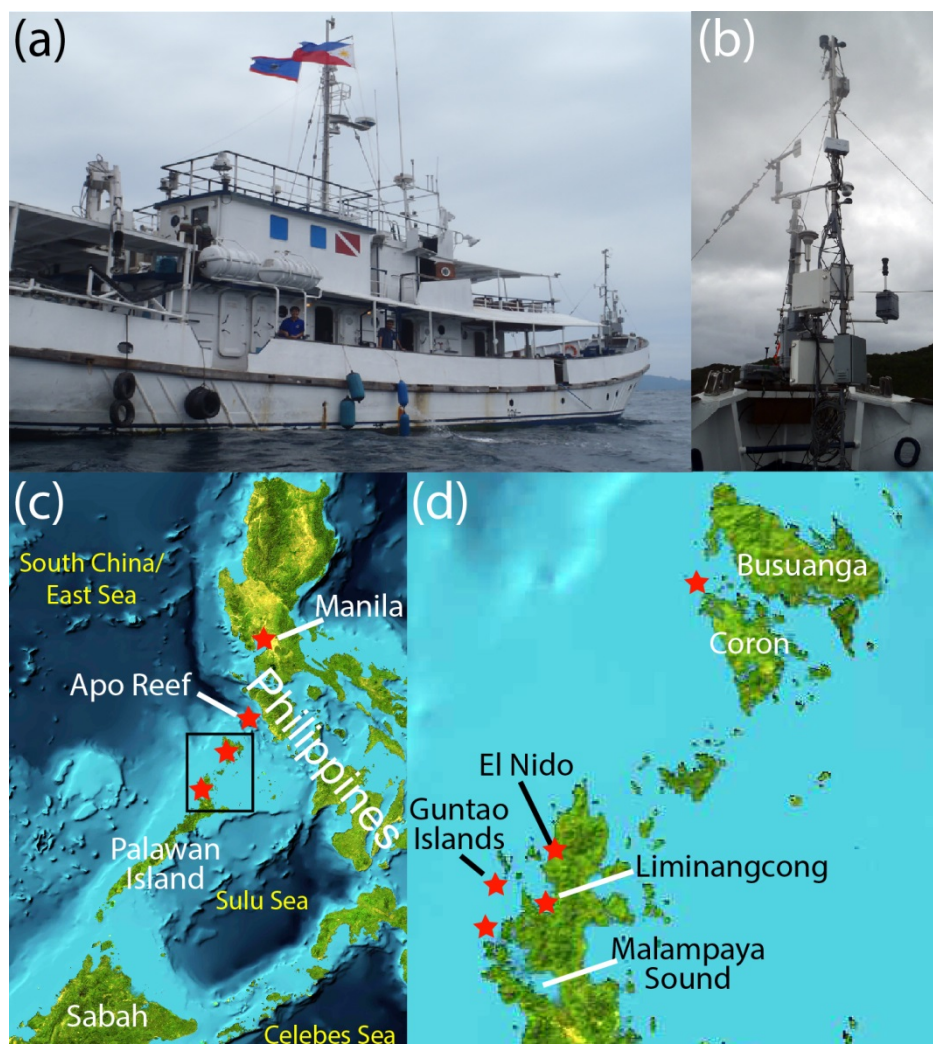 (a)
(b)
(c)
South China/
East Sea
Manila
Apo Reef
Philippines
Palawan
Island
Sulu Sea
Sabah
Celebes Sea
(d)
Busuanga
Coron
El Nido
Guntao
Islands
Liminangcong
Malampaya
Sound